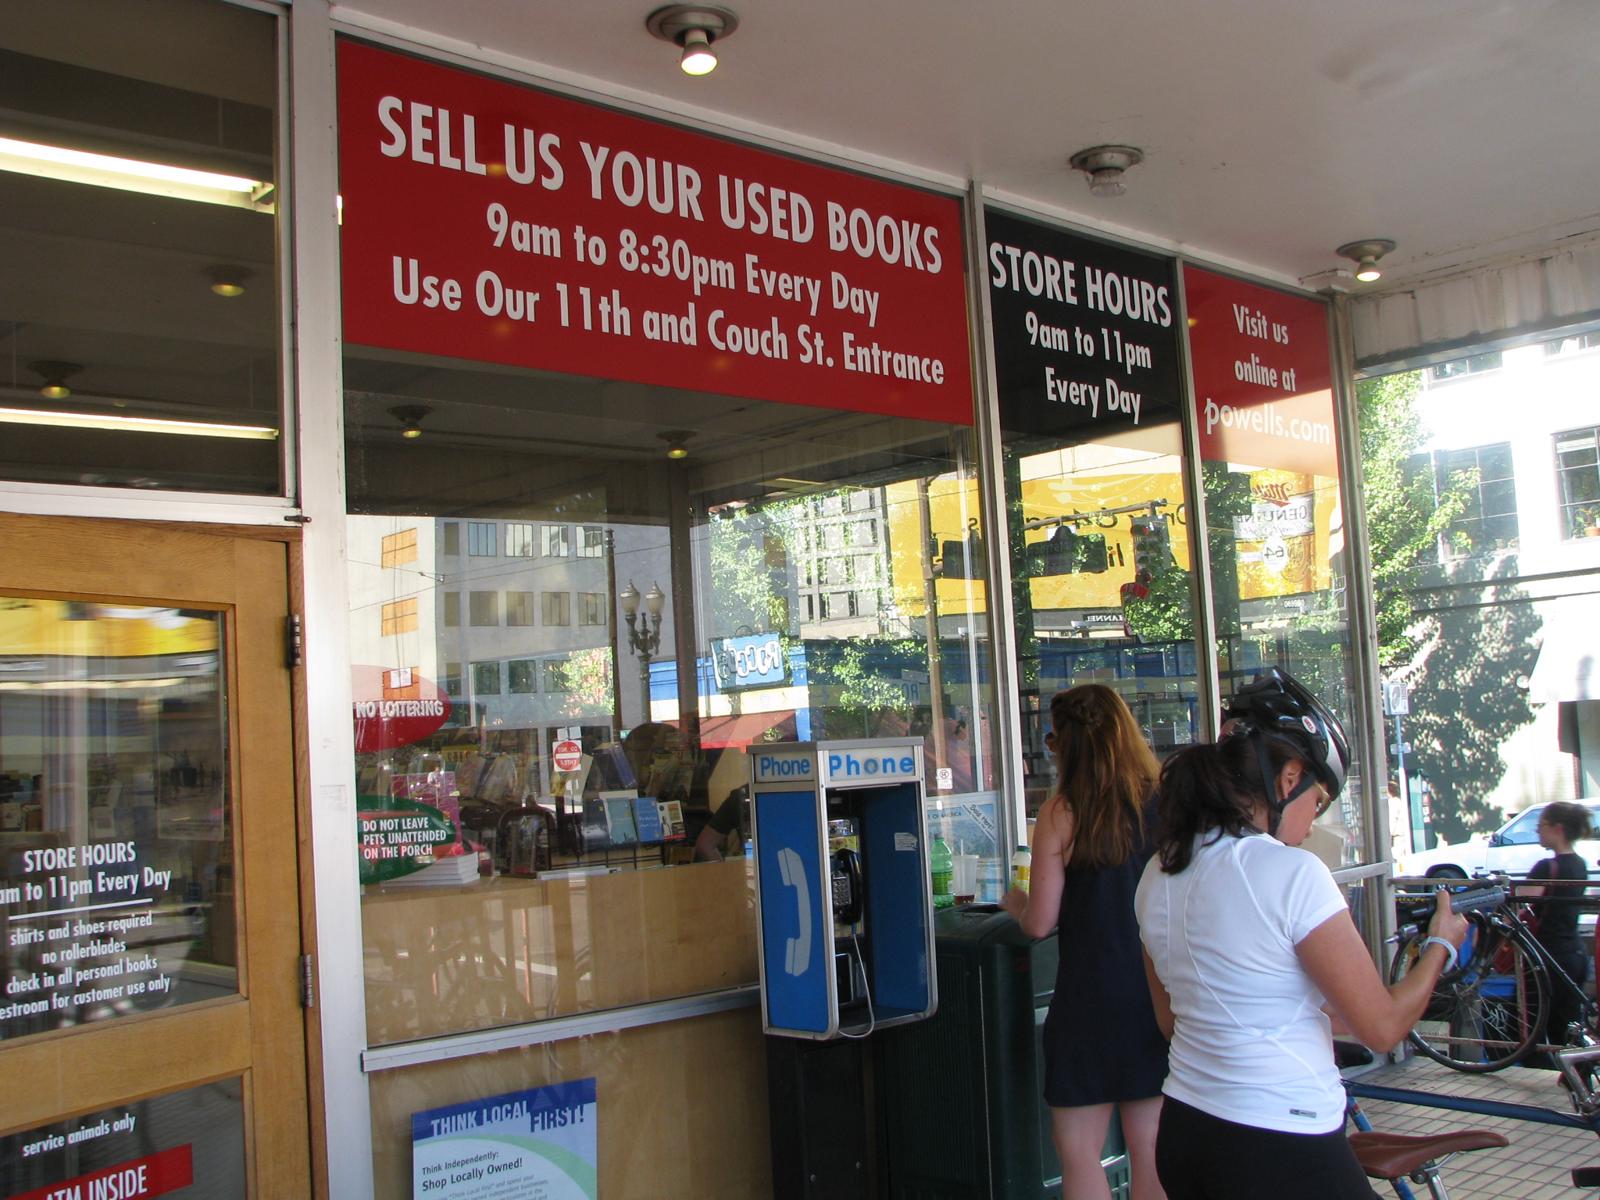 SELL US YOUR USED BOOKS
9am to 8:30pm Every Day
Use Our 11th and Couch St. Entrance
STORE HOURS
9am to 11pm
Every Day
Visit us
online at
powells.com
NO LOITERING
DO NOT LEAVE
PETS UNATTENDED
ON THE PORCH
Phone
Phone
STORE HOURS
am to 11pm Every Day
shirts and shoes required
no rollerblades
check in all personal books
estroom for customer use only
service animals only
ATM INSIDE
THINK LOCAL
FIRST!
Think Independently:
Shop Locally Owned!